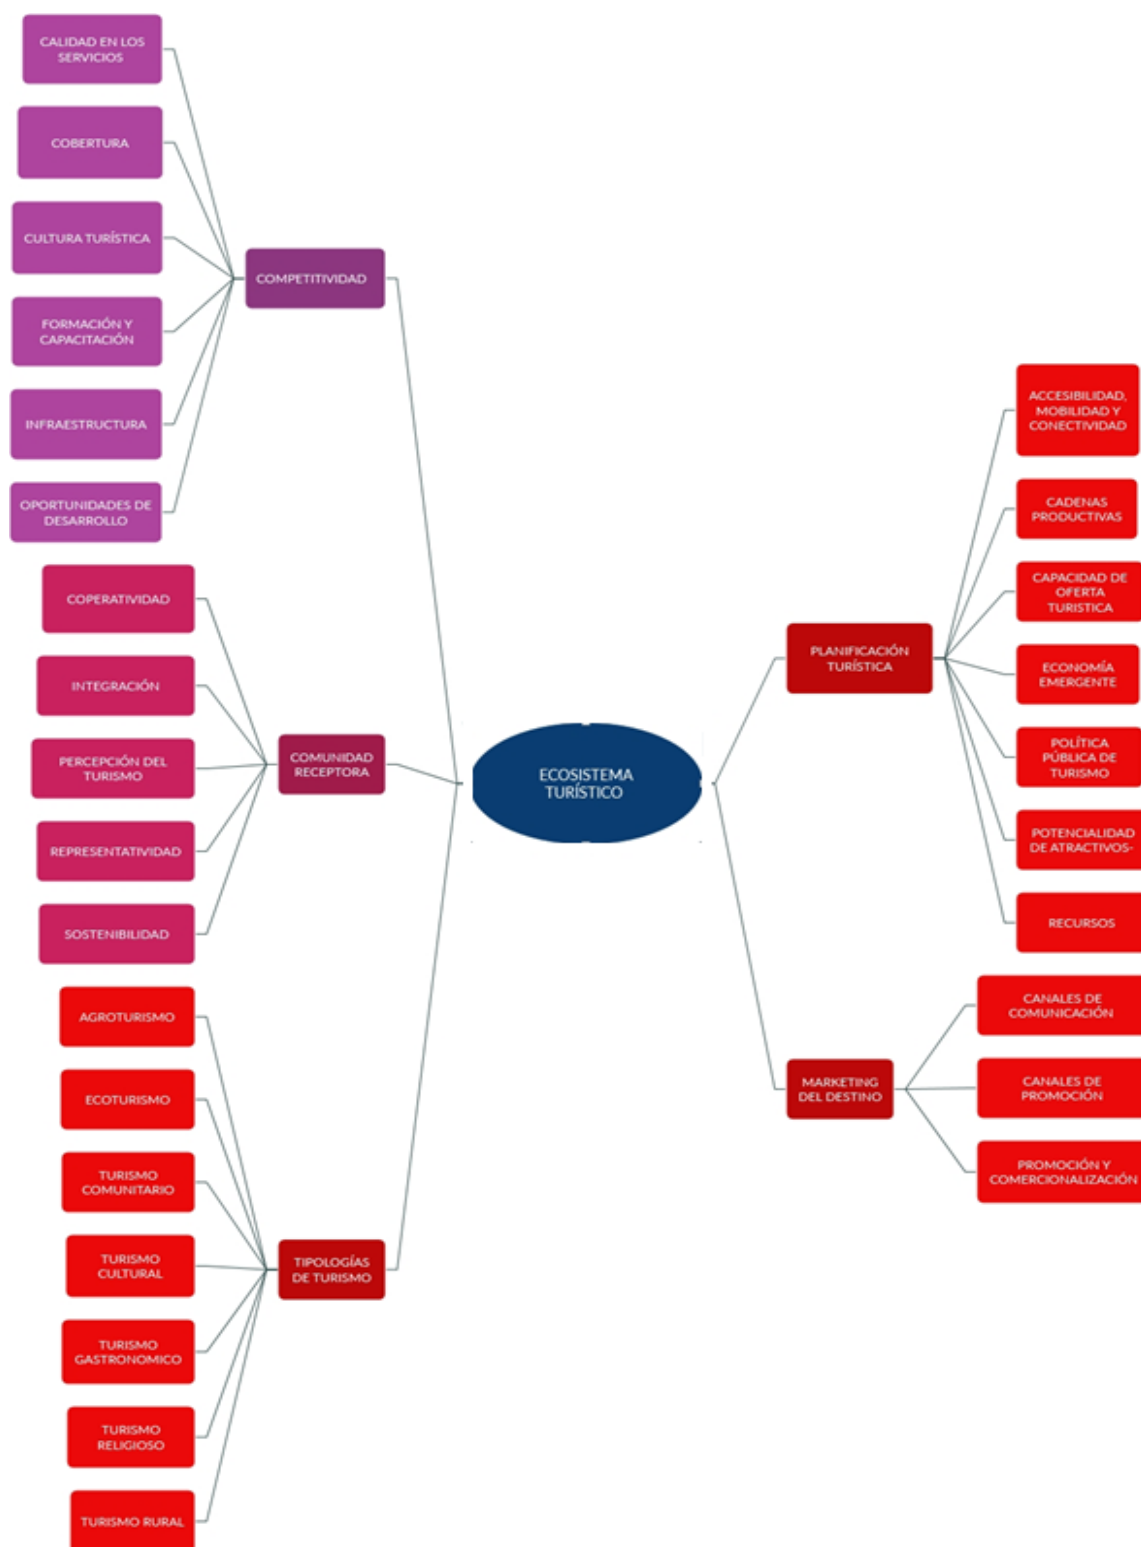 CALIDAD EN LOS
SERVICIOS
COBERTURA
CULTURA TURÍSTICA
FORMACIÓN Y
CAPACITACIÓN
INFRAESTRUCTURA
OPORTUNIDADES DE
DESARROLLO
COMPETITIVIDAD
COPERATIVIDAD
INTEGRACIÓN
PERCEPCIÓN DEL
TURISMO
REPRESENTATIVIDAD
SOSTENIBILIDAD
COMUNIDAD
RECEPTORA
AGROTURISMO
ECOTURISMO
TURISMO
COMUNITARIO
TURISMO
CULTURAL
TURISMO
GASTRONOMICO
TURISMO
RELIGIOSO
TURISMO RURAL
TIPOLOGÍAS
DE TURISMO
ECOSISTEMA
TURÍSTICO
PLANIFICACIÓN
TURÍSTICA
ACCESIBILIDAD,
MOBILIDAD Y
CONECTIVIDAD
CADENAS
PRODUCTIVAS
CAPACIDAD DE
OFERTA
TURISTICA
ECONOMÍA
EMERGENTE
POLÍTICA
PÚBLICA DE
TURISMO
POTENCIALIDAD
DE ATRACTIVOS-
RECURSOS
MARKETING
DEL DESTINO
CANALES DE
COMUNICACIÓN
CANALES DE
PROMOCIÓN
PROMOCIÓN Y
COMERCIONALIZACIÓN